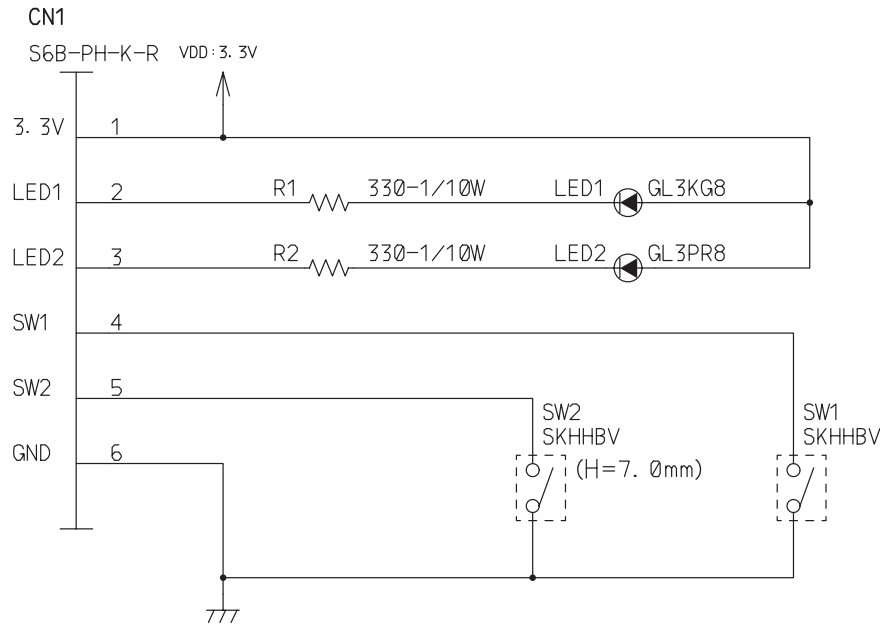 CN1
S6B-PH-K-R VDD:3.3V
3.3V 1
LED1 2 R1 330-1/10W LED1 GL3KG8
LED2 3 R2 330-1/10W LED2 GL3PR8
SW1 4
SW2 5
SW2 SW1
SKHHBV SKHHBV
GND 6 (H=7.0mm)